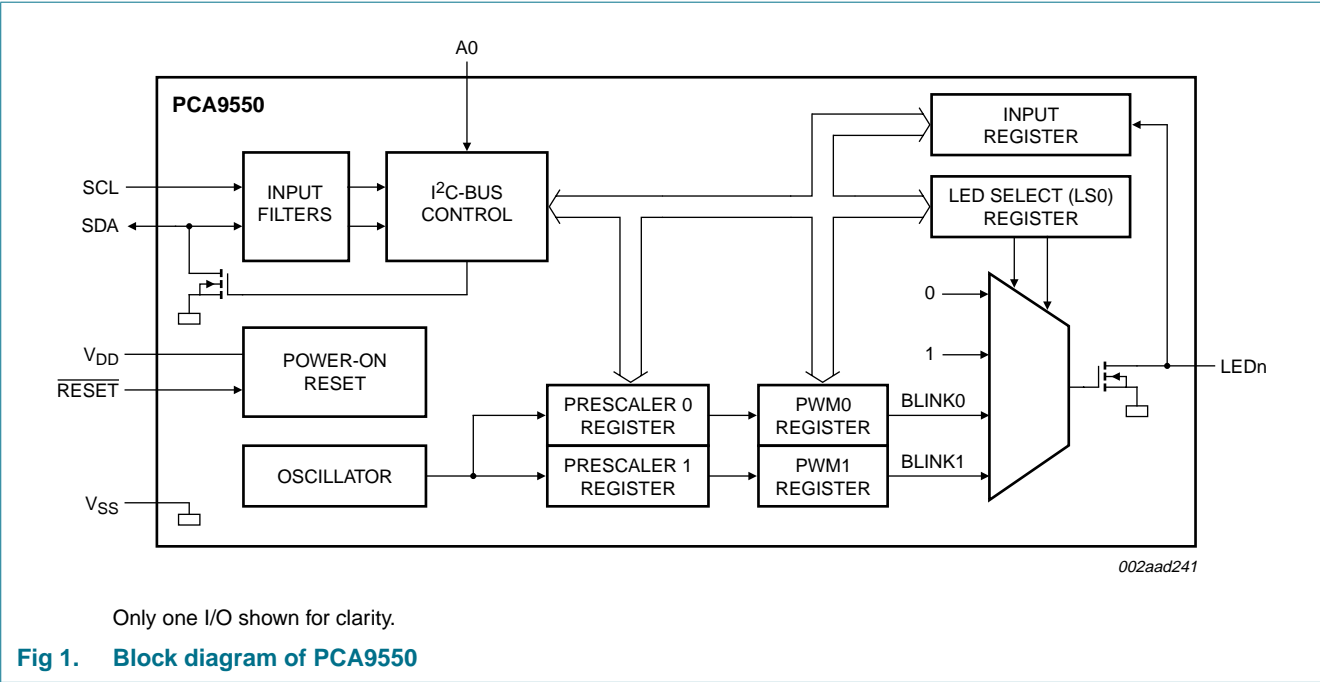 A0
PCA9550
SCL
SDA
INPUT
FILTERS
I2C-BUS
CONTROL
INPUT
REGISTER
LED SELECT (LS0)
REGISTER
0
1
VDD
RESET
POWER-ON
RESET
LEDn
PRESCALER 0
REGISTER
PWM0
REGISTER
BLINK0
OSCILLATOR
PRESCALER 1
REGISTER
PWM1
REGISTER
BLINK1
VSS
002aad241
Only one I/O shown for clarity.
Fig 1. Block diagram of PCA9550